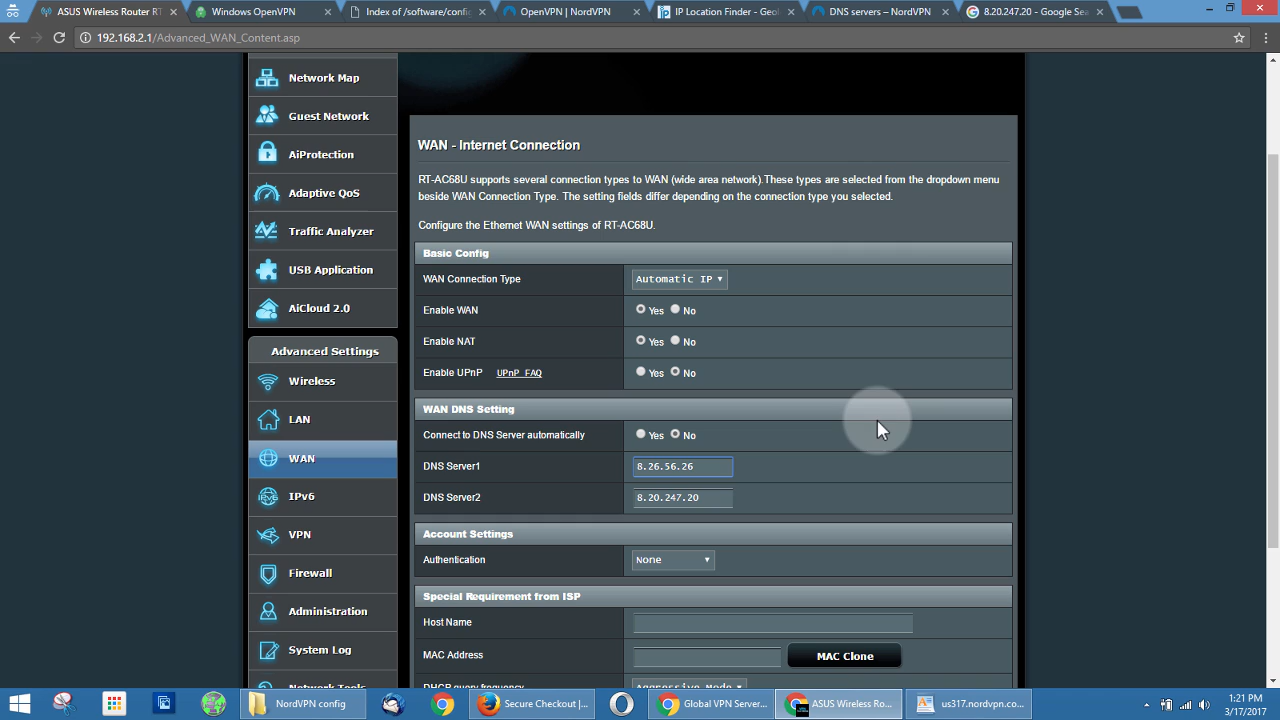 ASUS Wireless Router RT
Windows OpenVPN
Index of /software/config
OpenVPN | NordVPN
IP Location Finder - Geol
DNS servers – NordVPN
8.20.247.20 - Google Sea
192.168.2.1/Advanced_WAN_Content.asp
Network Map
Guest Network
AiProtection
Adaptive QoS
Traffic Analyzer
USB Application
AiCloud 2.0
Advanced Settings
Wireless
LAN
WAN
IPv6
VPN
Firewall
Administration
System Log
Network Tools
WAN - Internet Connection
RT-AC68U supports several connection types to WAN (wide area network).These types are selected from the dropdown menu
beside WAN Connection Type. The setting fields differ depending on the connection type you selected.
Configure the Ethernet WAN settings of RT-AC68U.
Basic Config
WAN Connection Type Automatic IP
Enable WAN Yes No
Enable NAT Yes No
Enable UPnP UPnP FAQ Yes No
WAN DNS Setting
Connect to DNS Server automatically Yes No
DNS Server1 8.26.56.26
DNS Server2 8.20.247.20
Account Settings
Authentication None
Special Requirement from ISP
Host Name
MAC Address MAC Clone
DHCP query frequency Aggressive Mode
NordVPN config
Secure Checkout |...
Global VPN Server...
ASUS Wireless Ro...
us317.nordvpn.co...
1:21 PM
3/17/2017